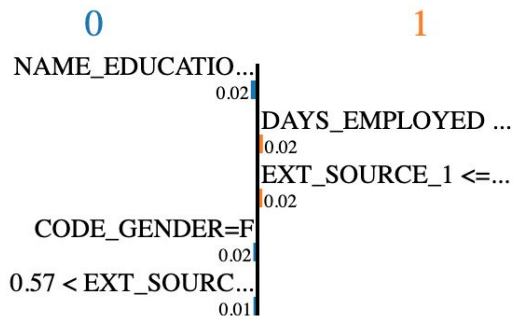 0 1
NAME_EDUCATIO...
0.02
DAYS_EMPLOYED ...
0.02
EXT_SOURCE_1 <=...
0.02
CODE_GENDER=F
0.02
0.57 < EXT_SOURC...
0.01